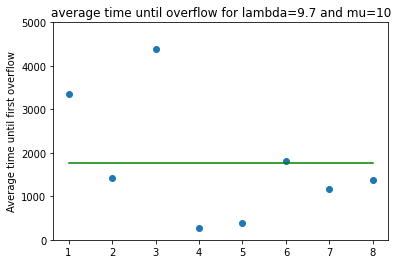 average time until overflow for lambda=9.7 and mu=10
Average time until first overflow
5000
4000
3000
2000
1000
0
1 2 3 4 5 6 7 8